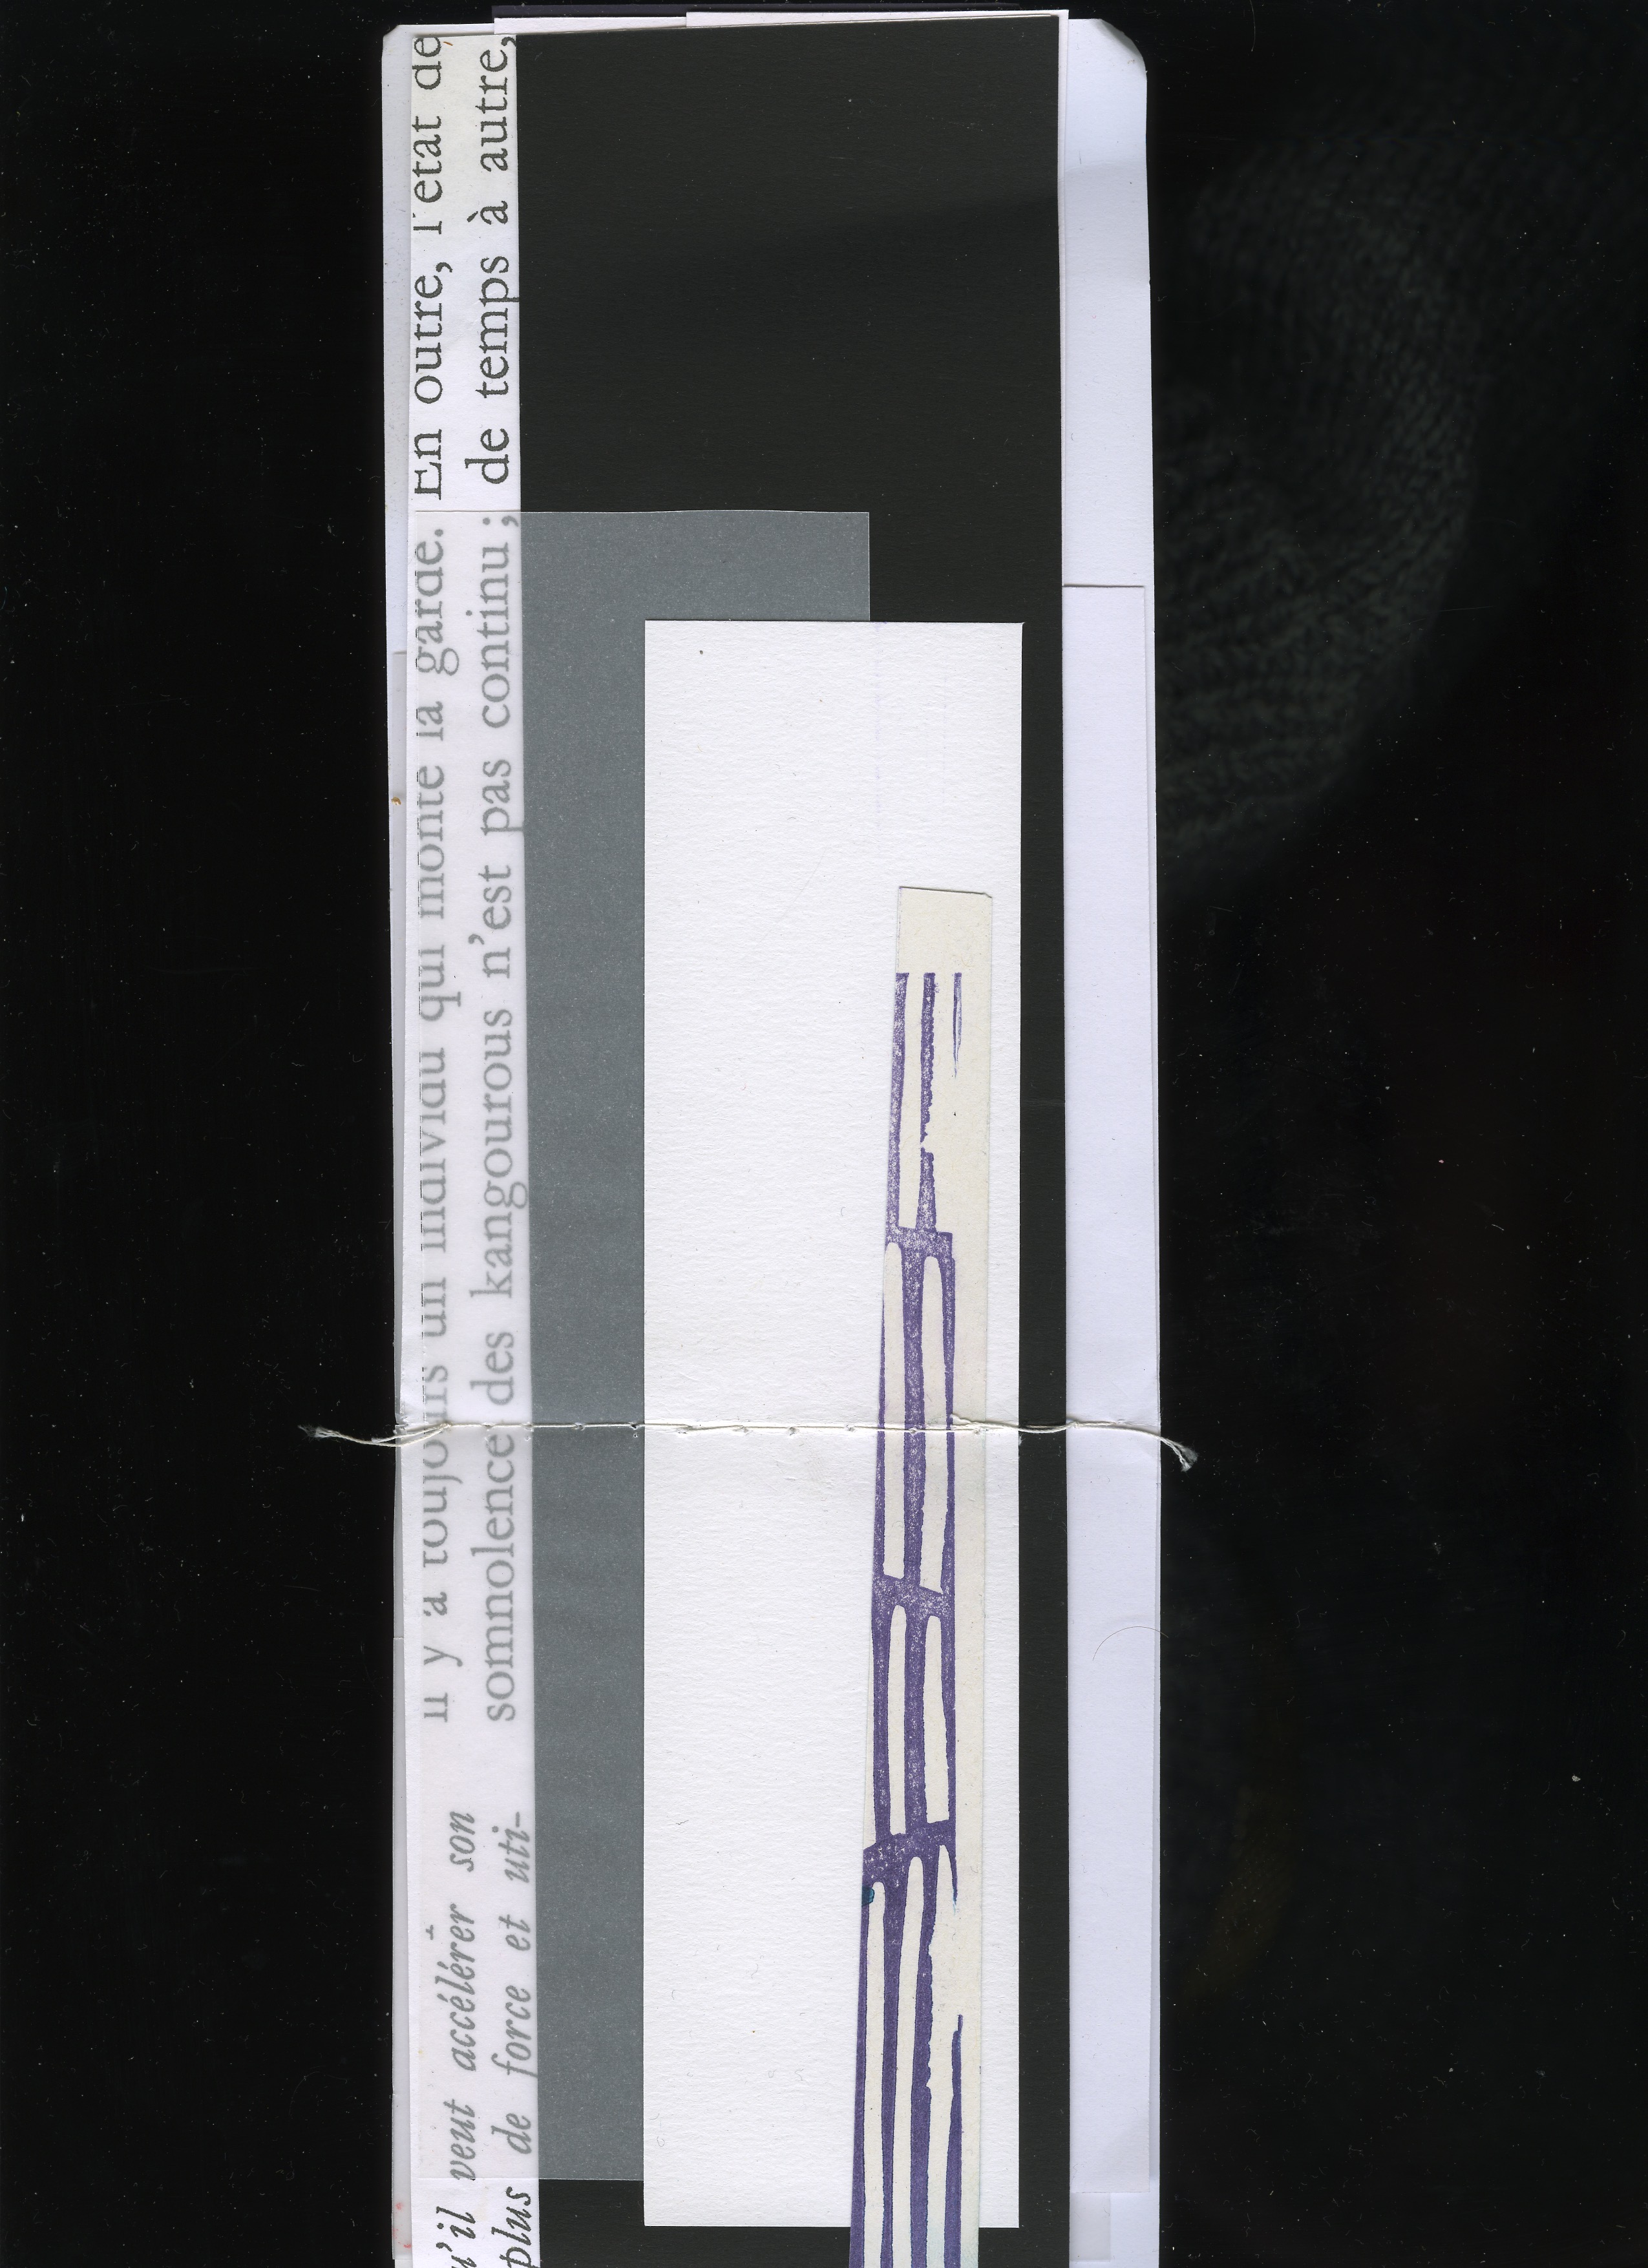 u'il veut accélérer son
plus de force et uti-
Il y a toujours un individu qui monte la garde. En outre, l'état de
somnolence des kangourous n'est pas continu ; de temps à autre,